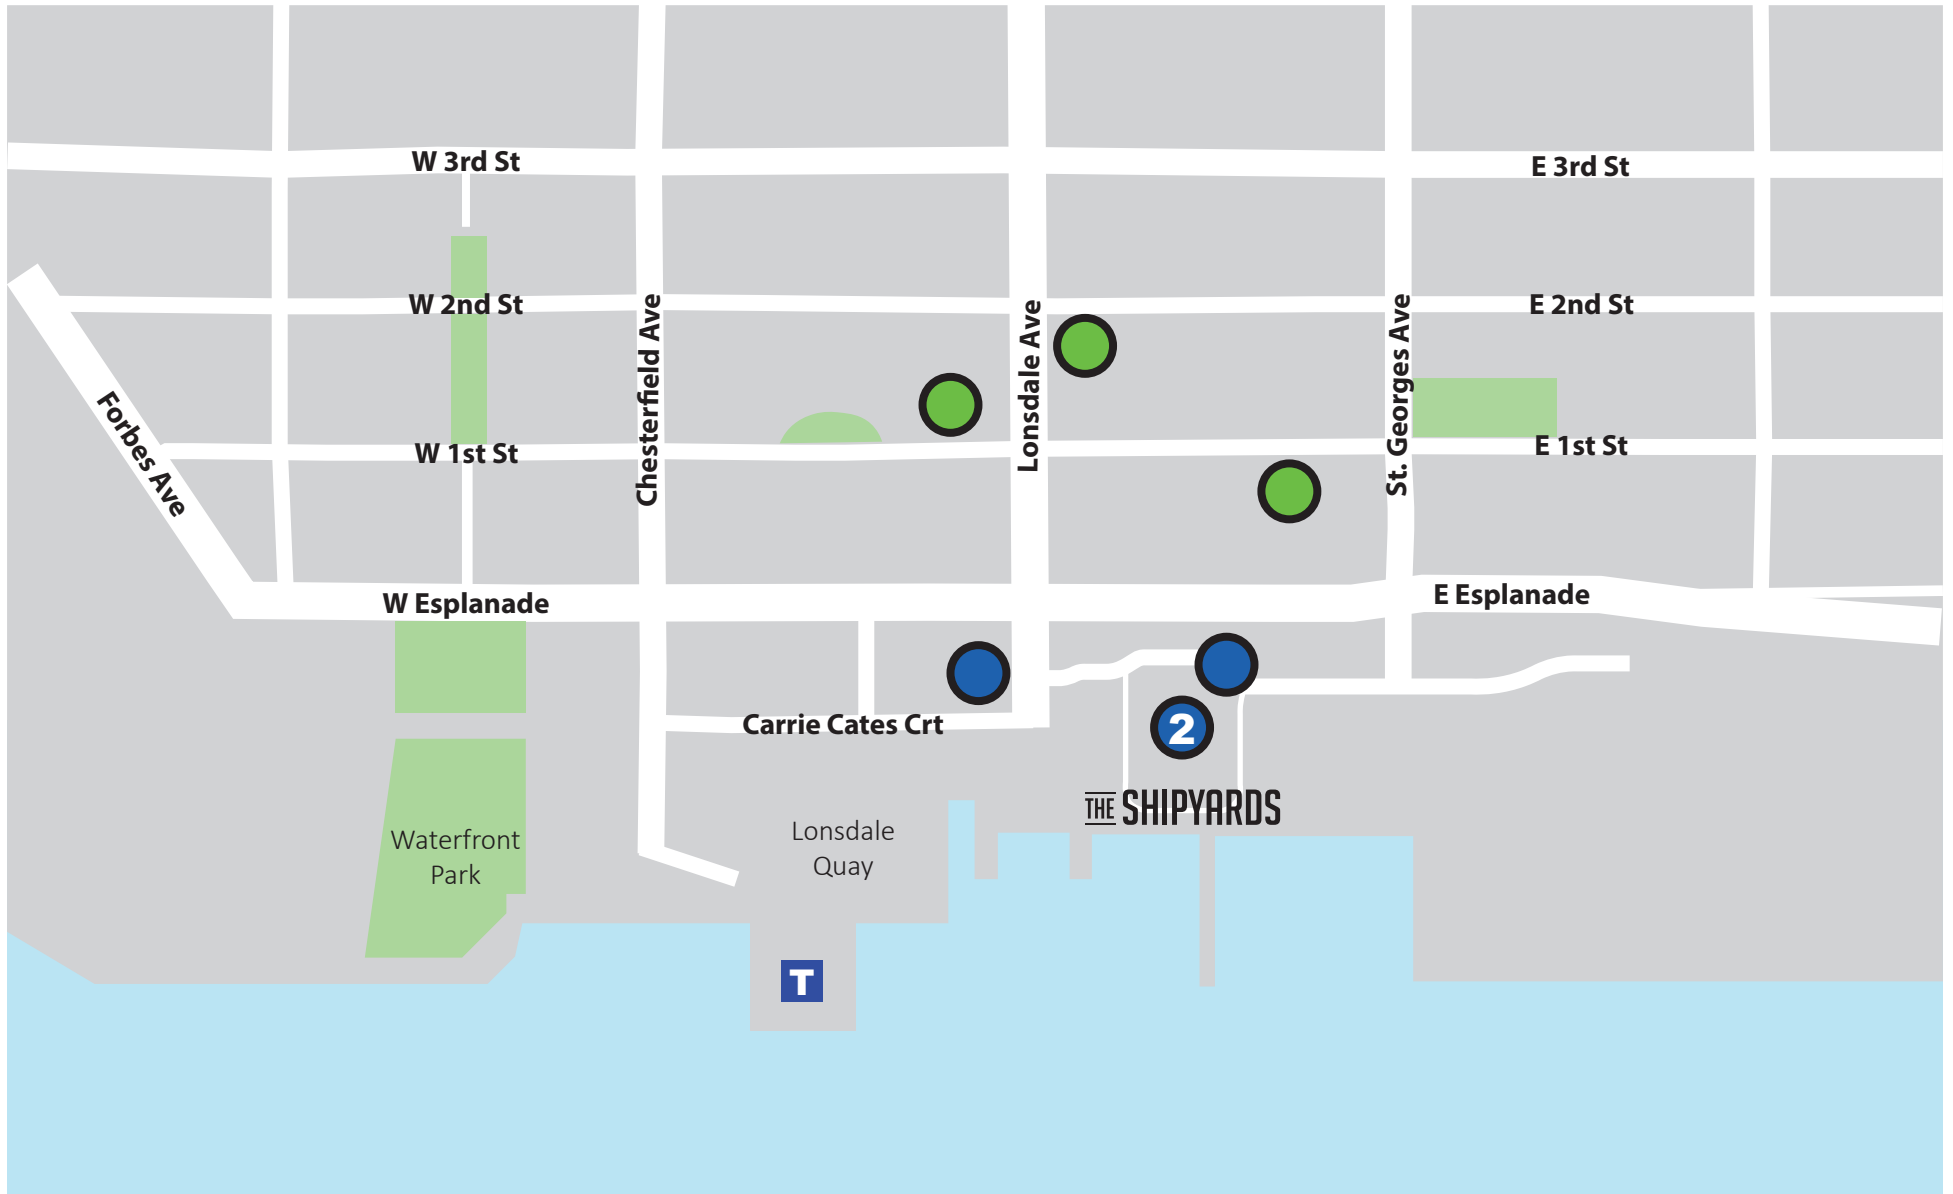 W 3rd St
E 3rd St
W 2nd St
E 2nd St
Chesterfield Ave
Lonsdale Ave
St. Georges Ave
Forbes Ave
W 1st St
E 1st St
W Esplanade
E Esplanade
Carrie Cates Crt
2
THE SHIPYARDS
Waterfront
Park
Lonsdale
Quay
T